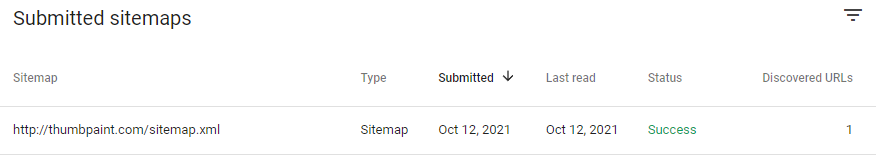 Submitted sitemaps
Sitemap Type Submitted Last read Status Discovered URLs
http://thumbpaint.com/sitemap.xml Sitemap Oct 12, 2021 Oct 12, 2021 Success 1